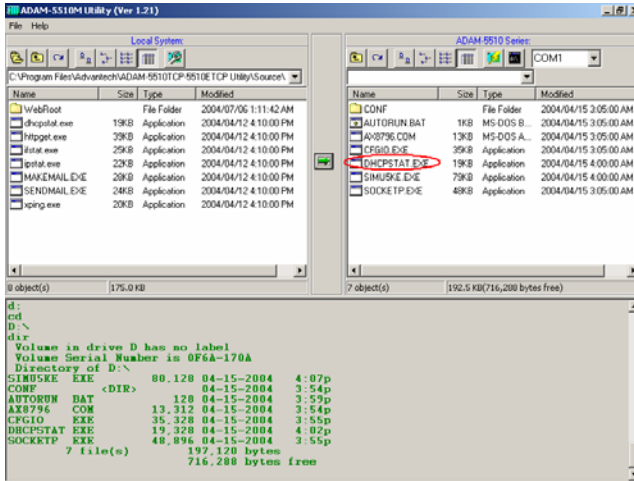 ADAM-5510M Utility (Ver 1.21)
File Help
Local System:
C:\Program Files\Advantech\ADAM-5510TCP-5510ETCP Utility\Source\
Name Size Type Modified
WebRoot File Folder 2004/07/06 1:11:42 AM
dhcpstat.exe 19KB Application 2004/04/12 4:10:00 PM
httpget.exe 39KB Application 2004/04/12 4:10:00 PM
ifstat.exe 25KB Application 2004/04/12 4:10:00 PM
ipstat.exe 22KB Application 2004/04/12 4:10:00 PM
MAKEMAIL.EXE 28KB Application 2004/04/12 4:10:00 PM
SENDMAIL.EXE 24KB Application 2004/04/12 4:10:00 PM
xping.exe 20KB Application 2004/04/12 4:10:00 PM
8 object(s) 175.0 KB
ADAM-5510 Series:
COM1
Name Size Type Modified
CONF File Folder 2004/04/15 3:05:00 AM
AUTORUN.BAT 1KB MS-DOS B... 2004/04/15 3:05:00 AM
AX8796.COM 13KB MS-DOS A... 2004/04/15 3:05:00 AM
CFGIO.EXE 35KB Application 2004/04/15 3:05:00 AM
DHCPSTAT.EXE 19KB Application 2004/04/15 4:00:00 AM
SIMU5KE.EXE 79KB Application 2004/04/15 4:00:00 AM
SOCKETP.EXE 48KB Application 2004/04/15 3:05:00 AM
7 object(s) 192.5 KB(716,288 bytes free)
d:
cd
D:\
dir
Volume in drive D has no label
Volume Serial Number is 0F6A-170A
Directory of D:\
SIMU5KE EXE 80,128 04-15-2004 4:07p
CONF <DIR> 04-15-2004 3:54p
AUTORUN BAT 128 04-15-2004 3:59p
AX8796 COM 13,312 04-15-2004 3:54p
CFGIO EXE 35,328 04-15-2004 3:55p
DHCPSTAT EXE 19,328 04-15-2004 4:02p
SOCKETP EXE 48,896 04-15-2004 3:55p
7 file(s) 197,120 bytes
716,288 bytes free